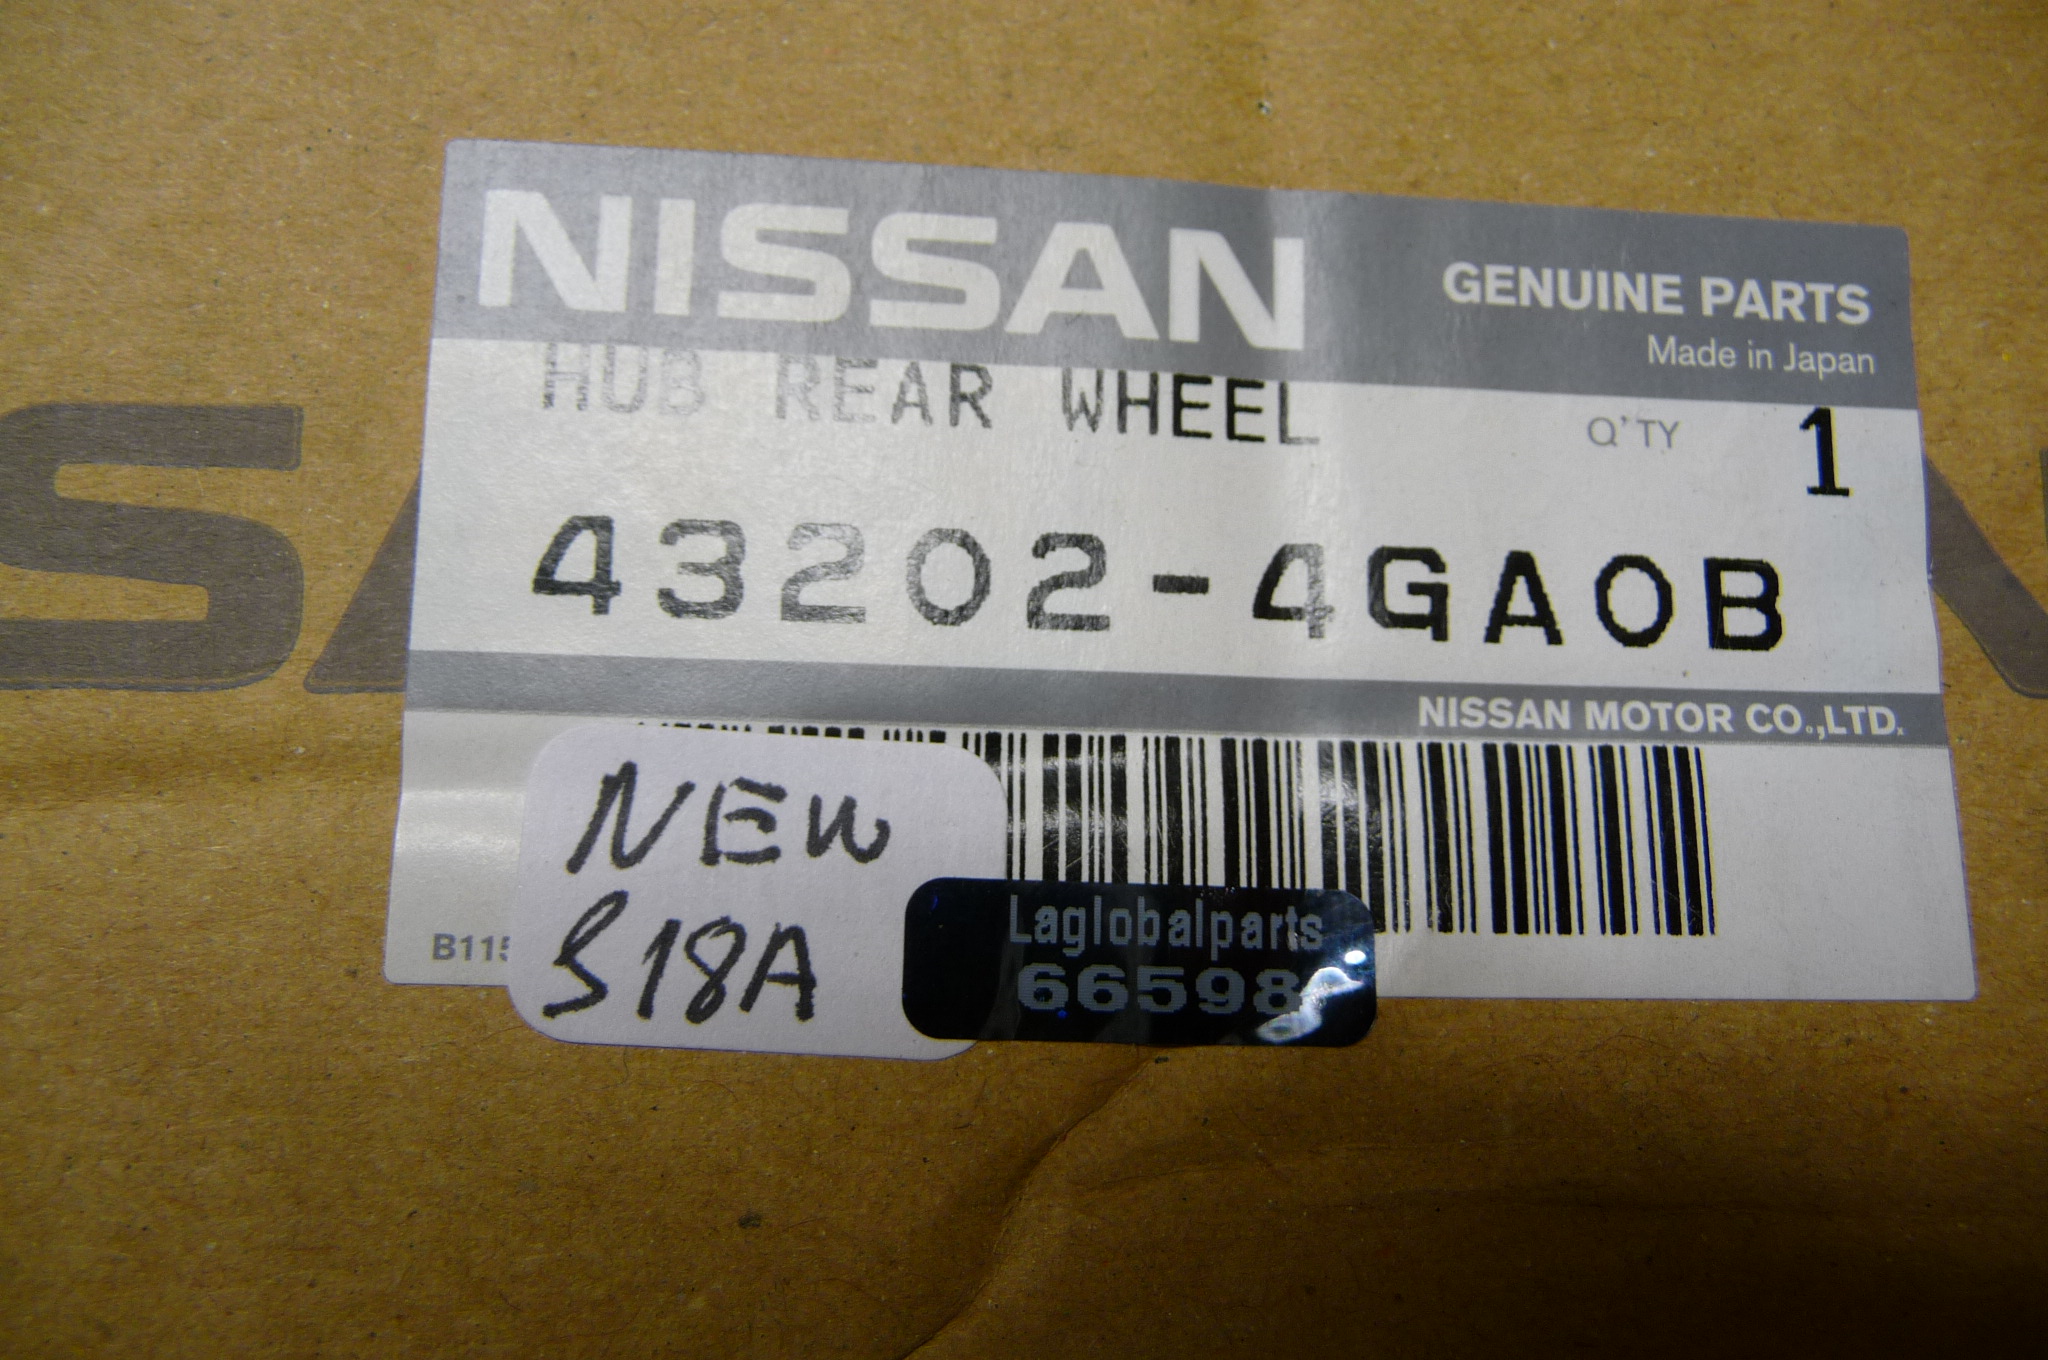 NISSAN
GENUINE PARTS
Made in Japan
HUB REAR WHEEL
Q'TY 1
43202-4GA0B
NISSAN MOTOR CO.,LTD.
NEW
S18A
Laglobalparts
66598